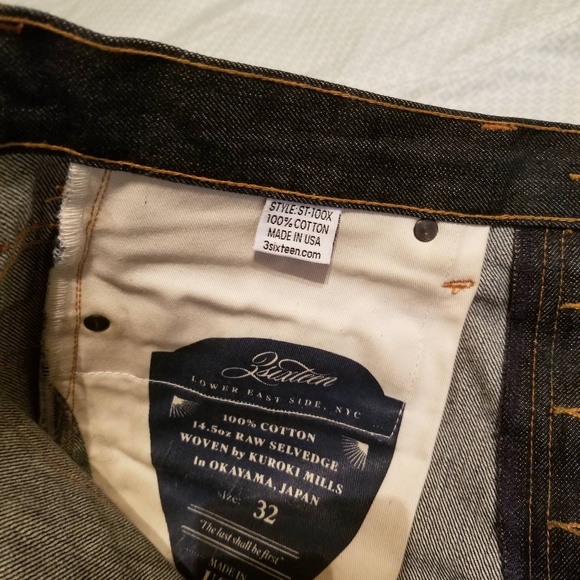 STYLE: ST-100X
100% COTTON
MADE IN USA
3sixteen.com
3sixteen
LOWER EAST SIDE, NYC
100% COTTON
14.5oz RAW SELVEDGE
WOVEN by KUROKI MILLS
In OKAYAMA, JAPAN
Size: 32
"The last shall be first"
MADE IN